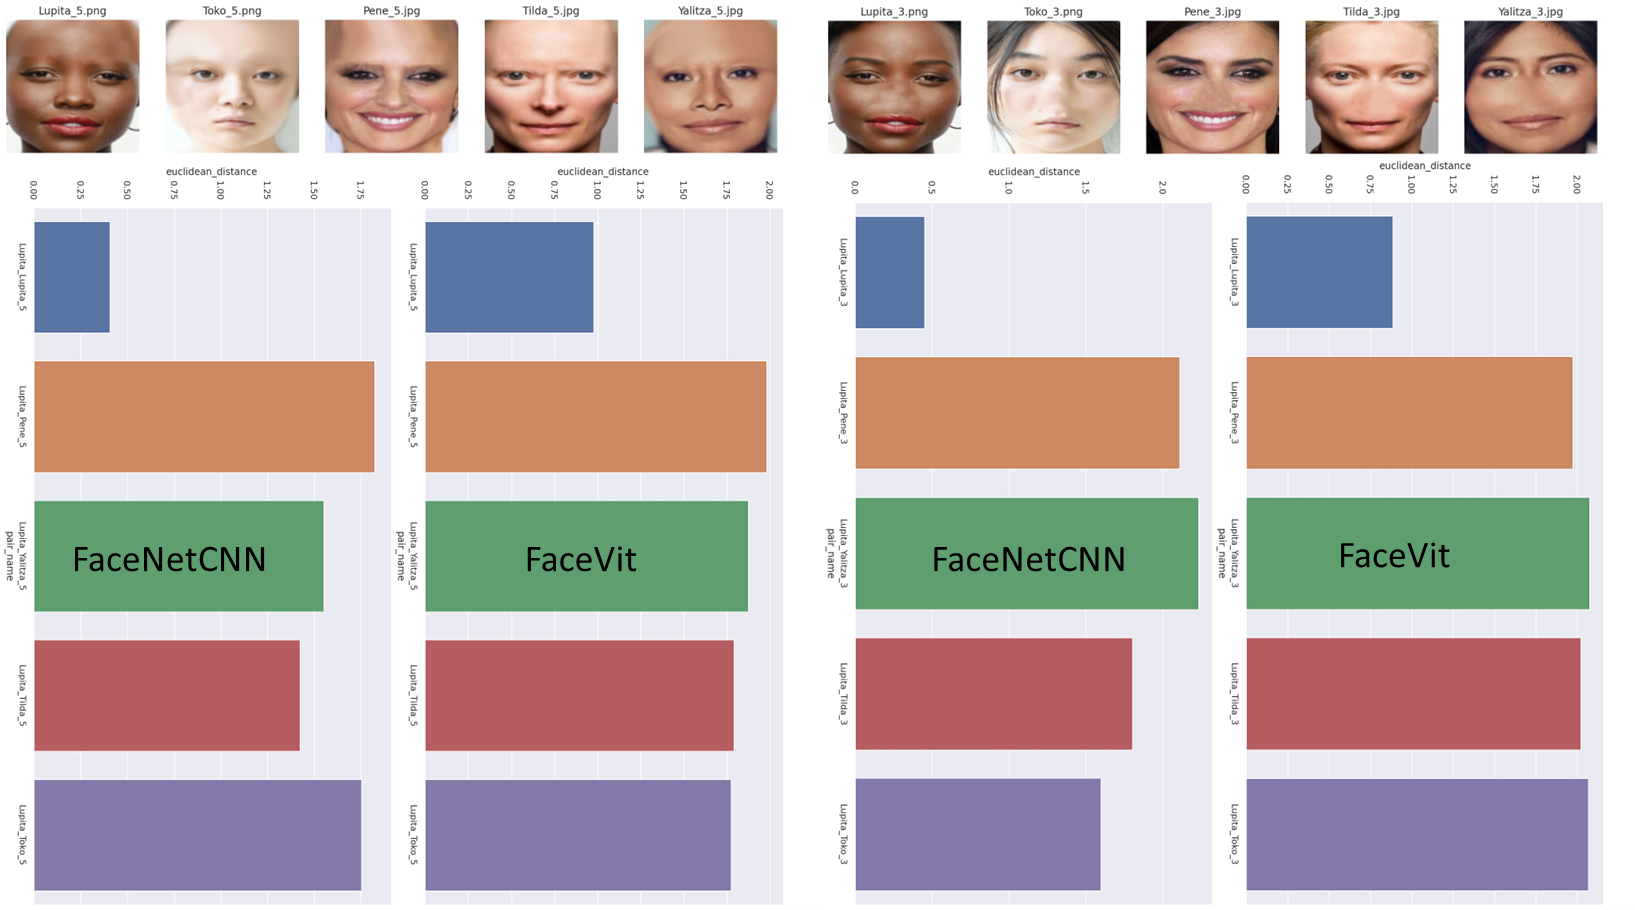 Lupita_5.png Toko_5.png Pene_5.jpg Tilda_5.jpg Yalitza_5.jpg
Lupita_3.png Toko_3.png Pene_3.jpg Tilda_3.jpg Yalitza_3.jpg
euclidean_distance
0.00 0.25 0.50 0.75 1.00 1.25 1.50 1.75
Lupita_Lupita_5
Lupita_Pene_5
Lupita_Yalitza_5
pair_name
FaceNetCNN
Lupita_Tilda_5
Lupita_Toko_5
euclidean_distance
0.00 0.25 0.50 0.75 1.00 1.25 1.50 1.75 2.00
Lupita_Lupita_5
Lupita_Pene_5
Lupita_Yalitza_5
pair_name
FaceVit
Lupita_Tilda_5
Lupita_Toko_5
euclidean_distance
0.0 0.5 1.0 1.5 2.0
Lupita_Lupita_3
Lupita_Pene_3
Lupita_Yalitza_3
pair_name
FaceNetCNN
Lupita_Tilda_3
Lupita_Toko_3
euclidean_distance
0.00 0.25 0.50 0.75 1.00 1.25 1.50 1.75 2.00
Lupita_Lupita_3
Lupita_Pene_3
Lupita_Yalitza_3
pair_name
FaceVit
Lupita_Tilda_3
Lupita_Toko_3